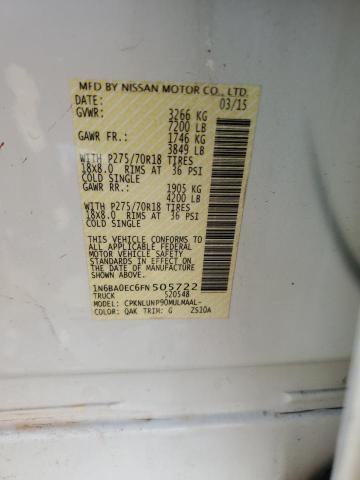 MFD BY NISSAN MOTOR CO., LTD.
DATE: 03/15
GVWR: 3266 KG
7200 LB
GAWR FR.: 1746 KG
3849 LB
WITH P275/70R18 TIRES
18x8.0 RIMS AT 36 PSI
COLD SINGLE
GAWR RR.: 1905 KG
4200 LB
WITH P275/70R18 TIRES
18x8.0 RIMS AT 36 PSI
COLD SINGLE
THIS VEHICLE CONFORMS TO
ALL APPLICABLE FEDERAL
MOTOR VEHICLE SAFETY
STANDARDS IN EFFECT ON
THE DATE OF MANUFACTURE
SHOWN ABOVE.
1N6BA0EC6FN505722
TRUCK 520548
MODEL: CPKNLUNP90MULMAAL-
COLOR: QAK TRIM: G ZS10A